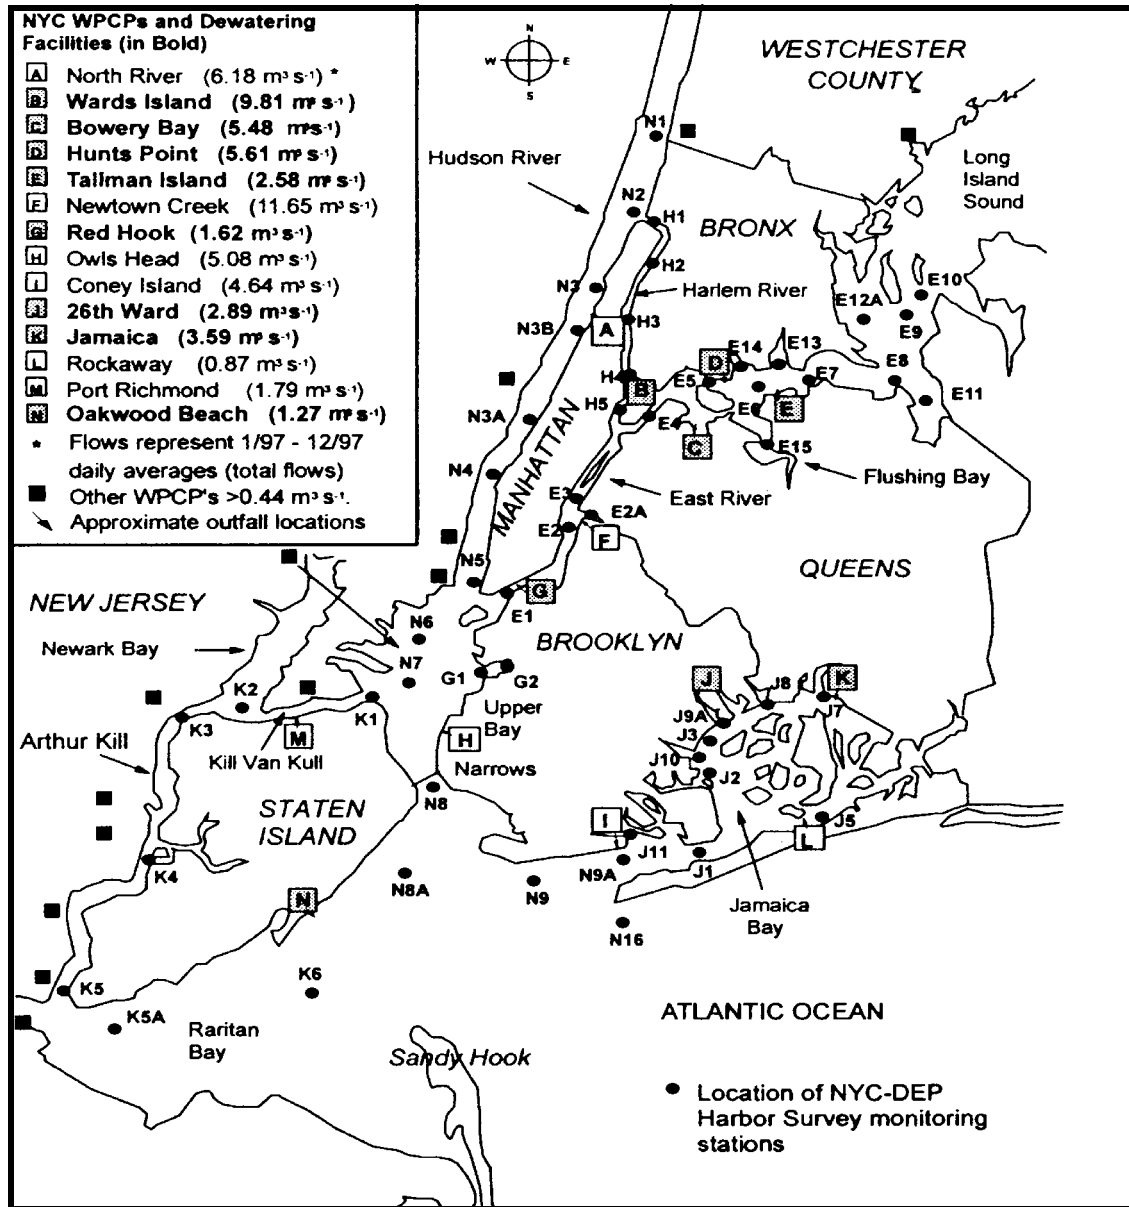 NYC WPCPs and Dewatering
Facilities (in Bold)
A North River (6.18 m³ s-¹) *
B Wards Island (9.81 m³ s-¹)
C Bowery Bay (5.48 m³ s-¹)
D Hunts Point (5.61 m³ s-¹)
E Tallman Island (2.58 m³ s-¹)
F Newtown Creek (11.65 m³ s-¹)
G Red Hook (1.62 m³ s-¹)
H Owls Head (5.08 m³ s-¹)
I Coney Island (4.64 m³ s-¹)
J 26th Ward (2.89 m³ s-¹)
K Jamaica (3.59 m³ s-¹)
L Rockaway (0.87 m³ s-¹)
M Port Richmond (1.79 m³ s-¹)
N Oakwood Beach (1.27 m³ s-¹)
* Flows represent 1/97 - 12/97
daily averages (total flows)
Other WPCP's >0.44 m³ s-¹.
Approximate outfall locations
N
W E
S
WESTCHESTER
COUNTY
N1
Hudson River
Long
Island
Sound
N2
H1
BRONX
H2
Harlem River
N3
E10
E12A
E9
H3
A
N3B
E14
E13
D
E8
E7
H4
B
E5
E6
E
E11
H5
E4
N3A
MANHATTAN
C
E15
Flushing Bay
N4
East River
E3
E2A
E2
F
QUEENS
N5
G
E1
NEW JERSEY
N6
BROOKLYN
Newark Bay
N7
G1
G2
K2
K1
Upper
Bay
J
K
J8
J7
K3
J9A
Arthur Kill
M
H
J3
Kill Van Kull
Narrows
J10
J2
N8
STATEN
ISLAND
I
J5
L
J11
K4
N8A
N9
N9A
J1
N
Jamaica
Bay
N16
K6
K5
K5A
Raritan
Bay
ATLANTIC OCEAN
Sandy Hook
Location of NYC-DEP
Harbor Survey monitoring
stations